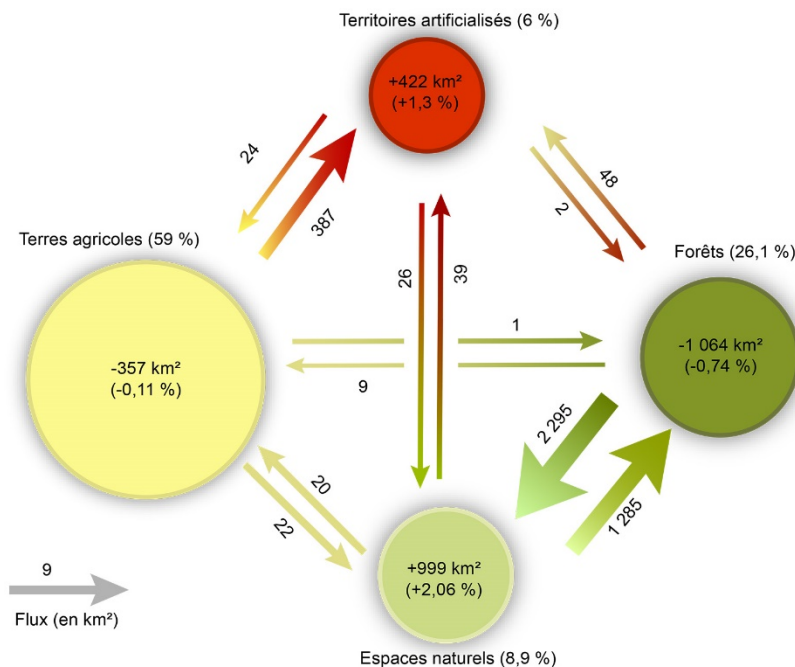 Territoires artificialisés (6 %)
+422 km²
(+1,3 %)
24
387
48
2
Terres agricoles (59 %)
Forêts (26,1 %)
26
39
1
-357 km²
(-0,11 %)
-1 064 km²
(-0,74 %)
9
2 295
20
22
1 285
+999 km²
(+2,06 %)
9
Flux (en km²)
Espaces naturels (8,9 %)